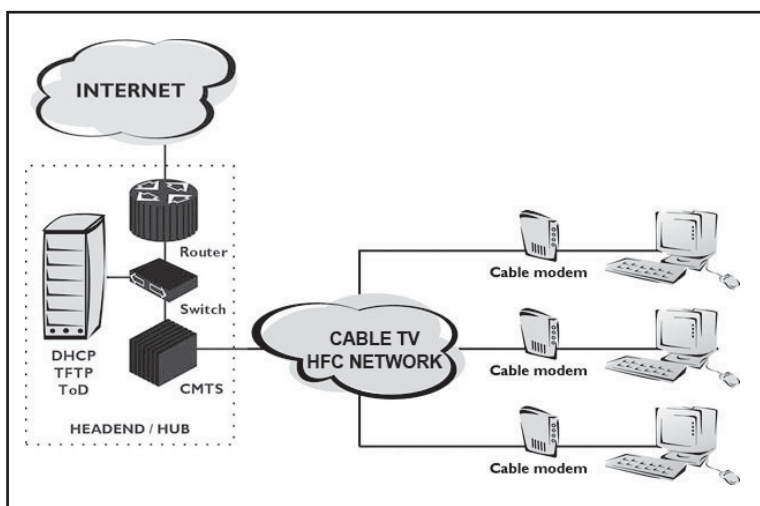 INTERNET
Router
Switch
DHCP
TFTP
ToD
CMTS
HEADEND / HUB
CABLE TV
HFC NETWORK
Cable modem
Cable modem
Cable modem